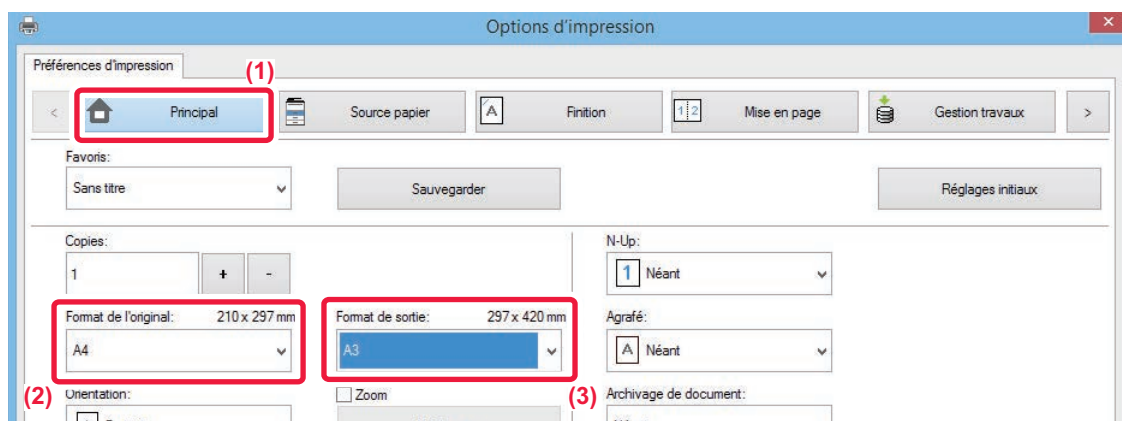 Options d'impression
Préférences d'impression
(1)
< Principal Source papier Finition Mise en page Gestion travaux >
Favoris:
Sans titre Sauvegarder Réglages initiaux
Copies: N-Up:
1 + - 1 Néant
Format de l'original: 210 x 297 mm Format de sortie: 297 x 420 mm Agrafé:
A4 A3 A Néant
(2) Orientation: Zoom (3) Archivage de document: